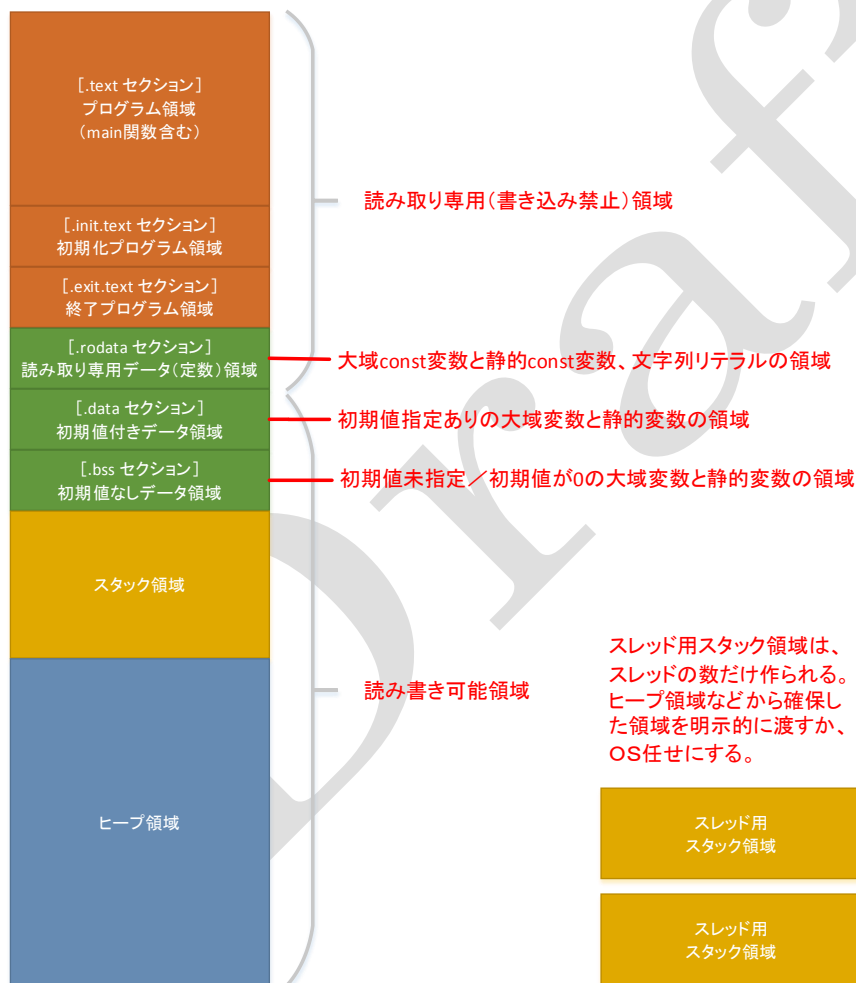 [.text セクション]
プログラム領域
（main関数含む）
[.init.text セクション]
初期化プログラム領域
[.exit.text セクション]
終了プログラム領域
[.rodata セクション]
読み取り専用データ(定数)領域
[.data セクション]
初期値付きデータ領域
[.bss セクション]
初期値なしデータ領域
スタック領域
ヒープ領域
読み取り専用(書き込み禁止)領域
大域const変数と静的const変数、文字列リテラルの領域
初期値指定ありの大域変数と静的変数の領域
初期値未指定／初期値が0の大域変数と静的変数の領域
読み書き可能領域
スレッド用スタック領域は、
スレッドの数だけ作られる。
ヒープ領域などから確保し
た領域を明示的に渡すか、
ＯＳ任せにする。
スレッド用
スタック領域
スレッド用
スタック領域
Draft